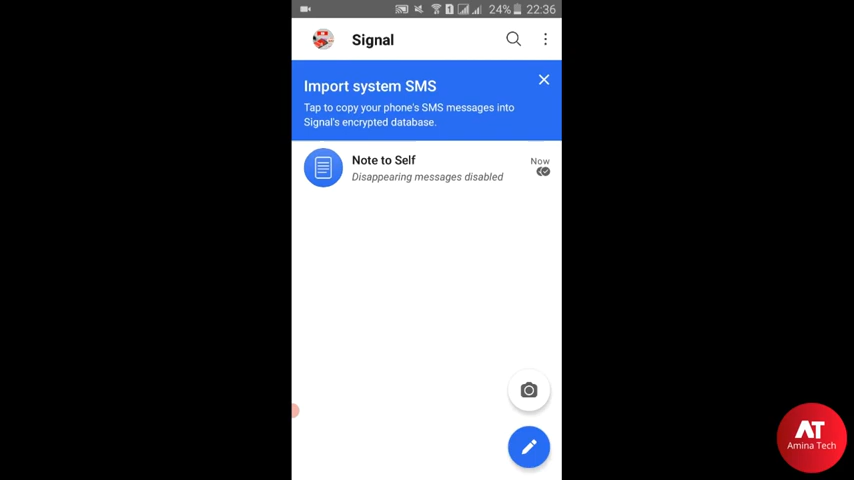 1 24% 22:36
Signal
Import system SMS
Tap to copy your phone's SMS messages into
Signal's encrypted database.
Note to Self
Now
Disappearing messages disabled
AT
Amina Tech